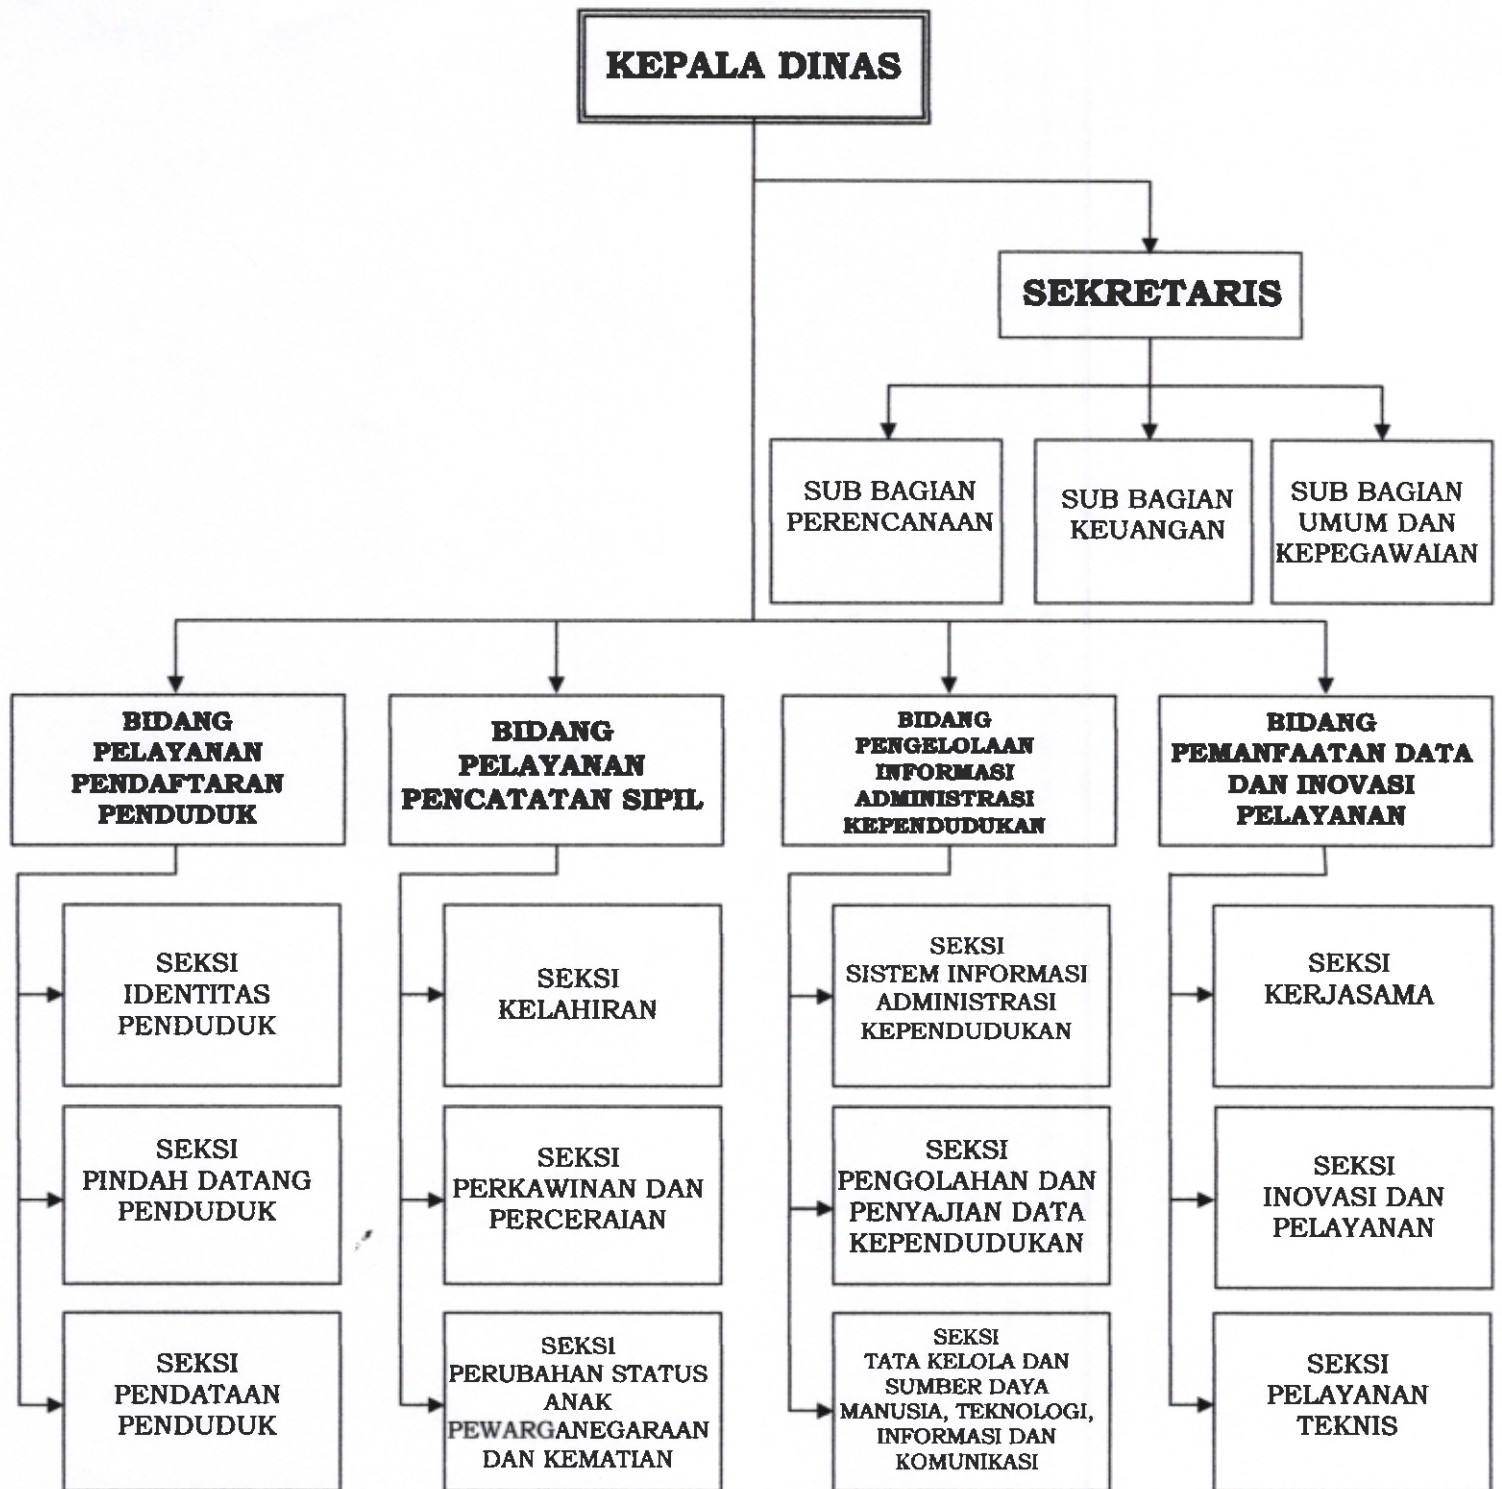 KEPALA DINAS
SEKRETARIS
SUB BAGIAN
PERENCANAAN
SUB BAGIAN
KEUANGAN
SUB BAGIAN
UMUM DAN
KEPEGAWAIAN
BIDANG
PELAYANAN
PENDAFTARAN
PENDUDUK
BIDANG
PELAYANAN
PENCATATAN SIPIL
BIDANG
PENGELOLAAN
INFORMASI
ADMINISTRASI
KEPENDUDUKAN
BIDANG
PEMANFAATAN DATA
DAN INOVASI
PELAYANAN
SEKSI
IDENTITAS
PENDUDUK
SEKSI
KELAHIRAN
SEKSI
SISTEM INFORMASI
ADMINISTRASI
KEPENDUDUKAN
SEKSI
KERJASAMA
SEKSI
PINDAH DATANG
PENDUDUK
SEKSI
PERKAWINAN DAN
PERCERAIAN
SEKSI
PENGOLAHAN DAN
PENYAJIAN DATA
KEPENDUDUKAN
SEKSI
INOVASI DAN
PELAYANAN
SEKSI
PENDATAAN
PENDUDUK
SEKSI
PERUBAHAN STATUS
ANAK
PEWARGANEGARAAN
DAN KEMATIAN
SEKSI
TATA KELOLA DAN
SUMBER DAYA
MANUSIA, TEKNOLOGI,
INFORMASI DAN
KOMUNIKASI
SEKSI
PELAYANAN
TEKNIS